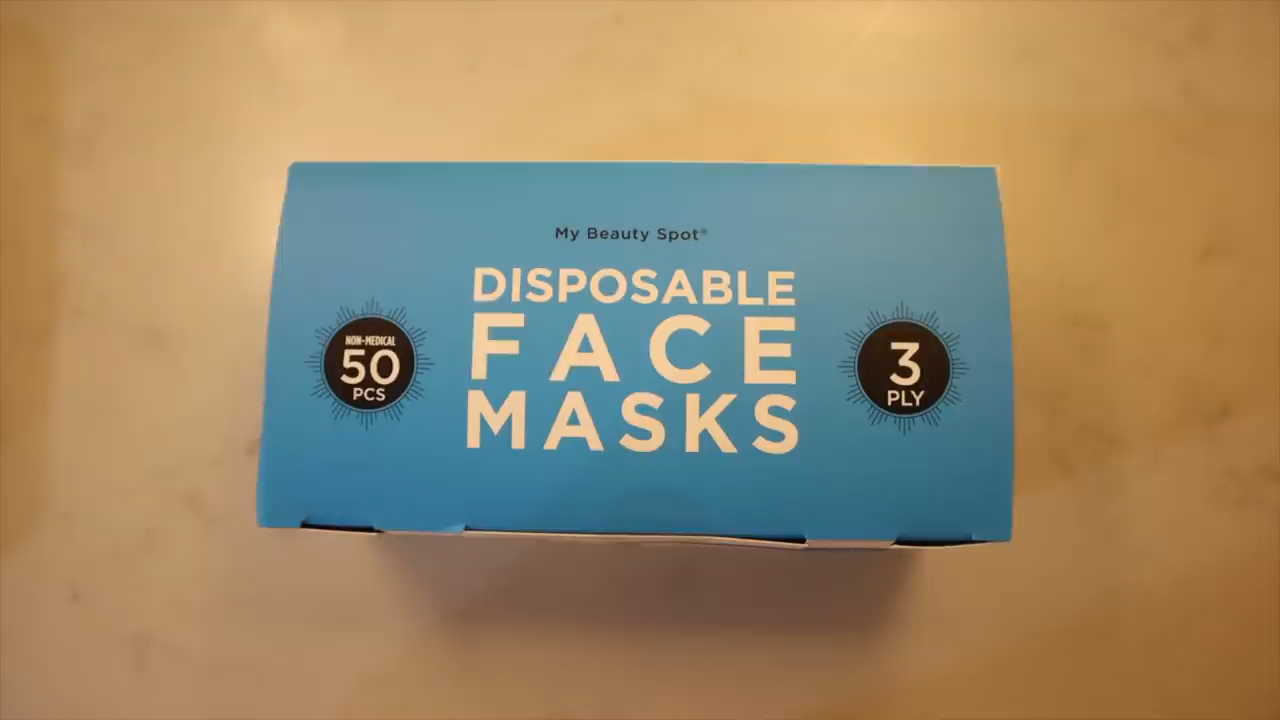 My Beauty Spot®
DISPOSABLE
FACE
MASKS
NON-MEDICAL
50
PCS
3
PLY